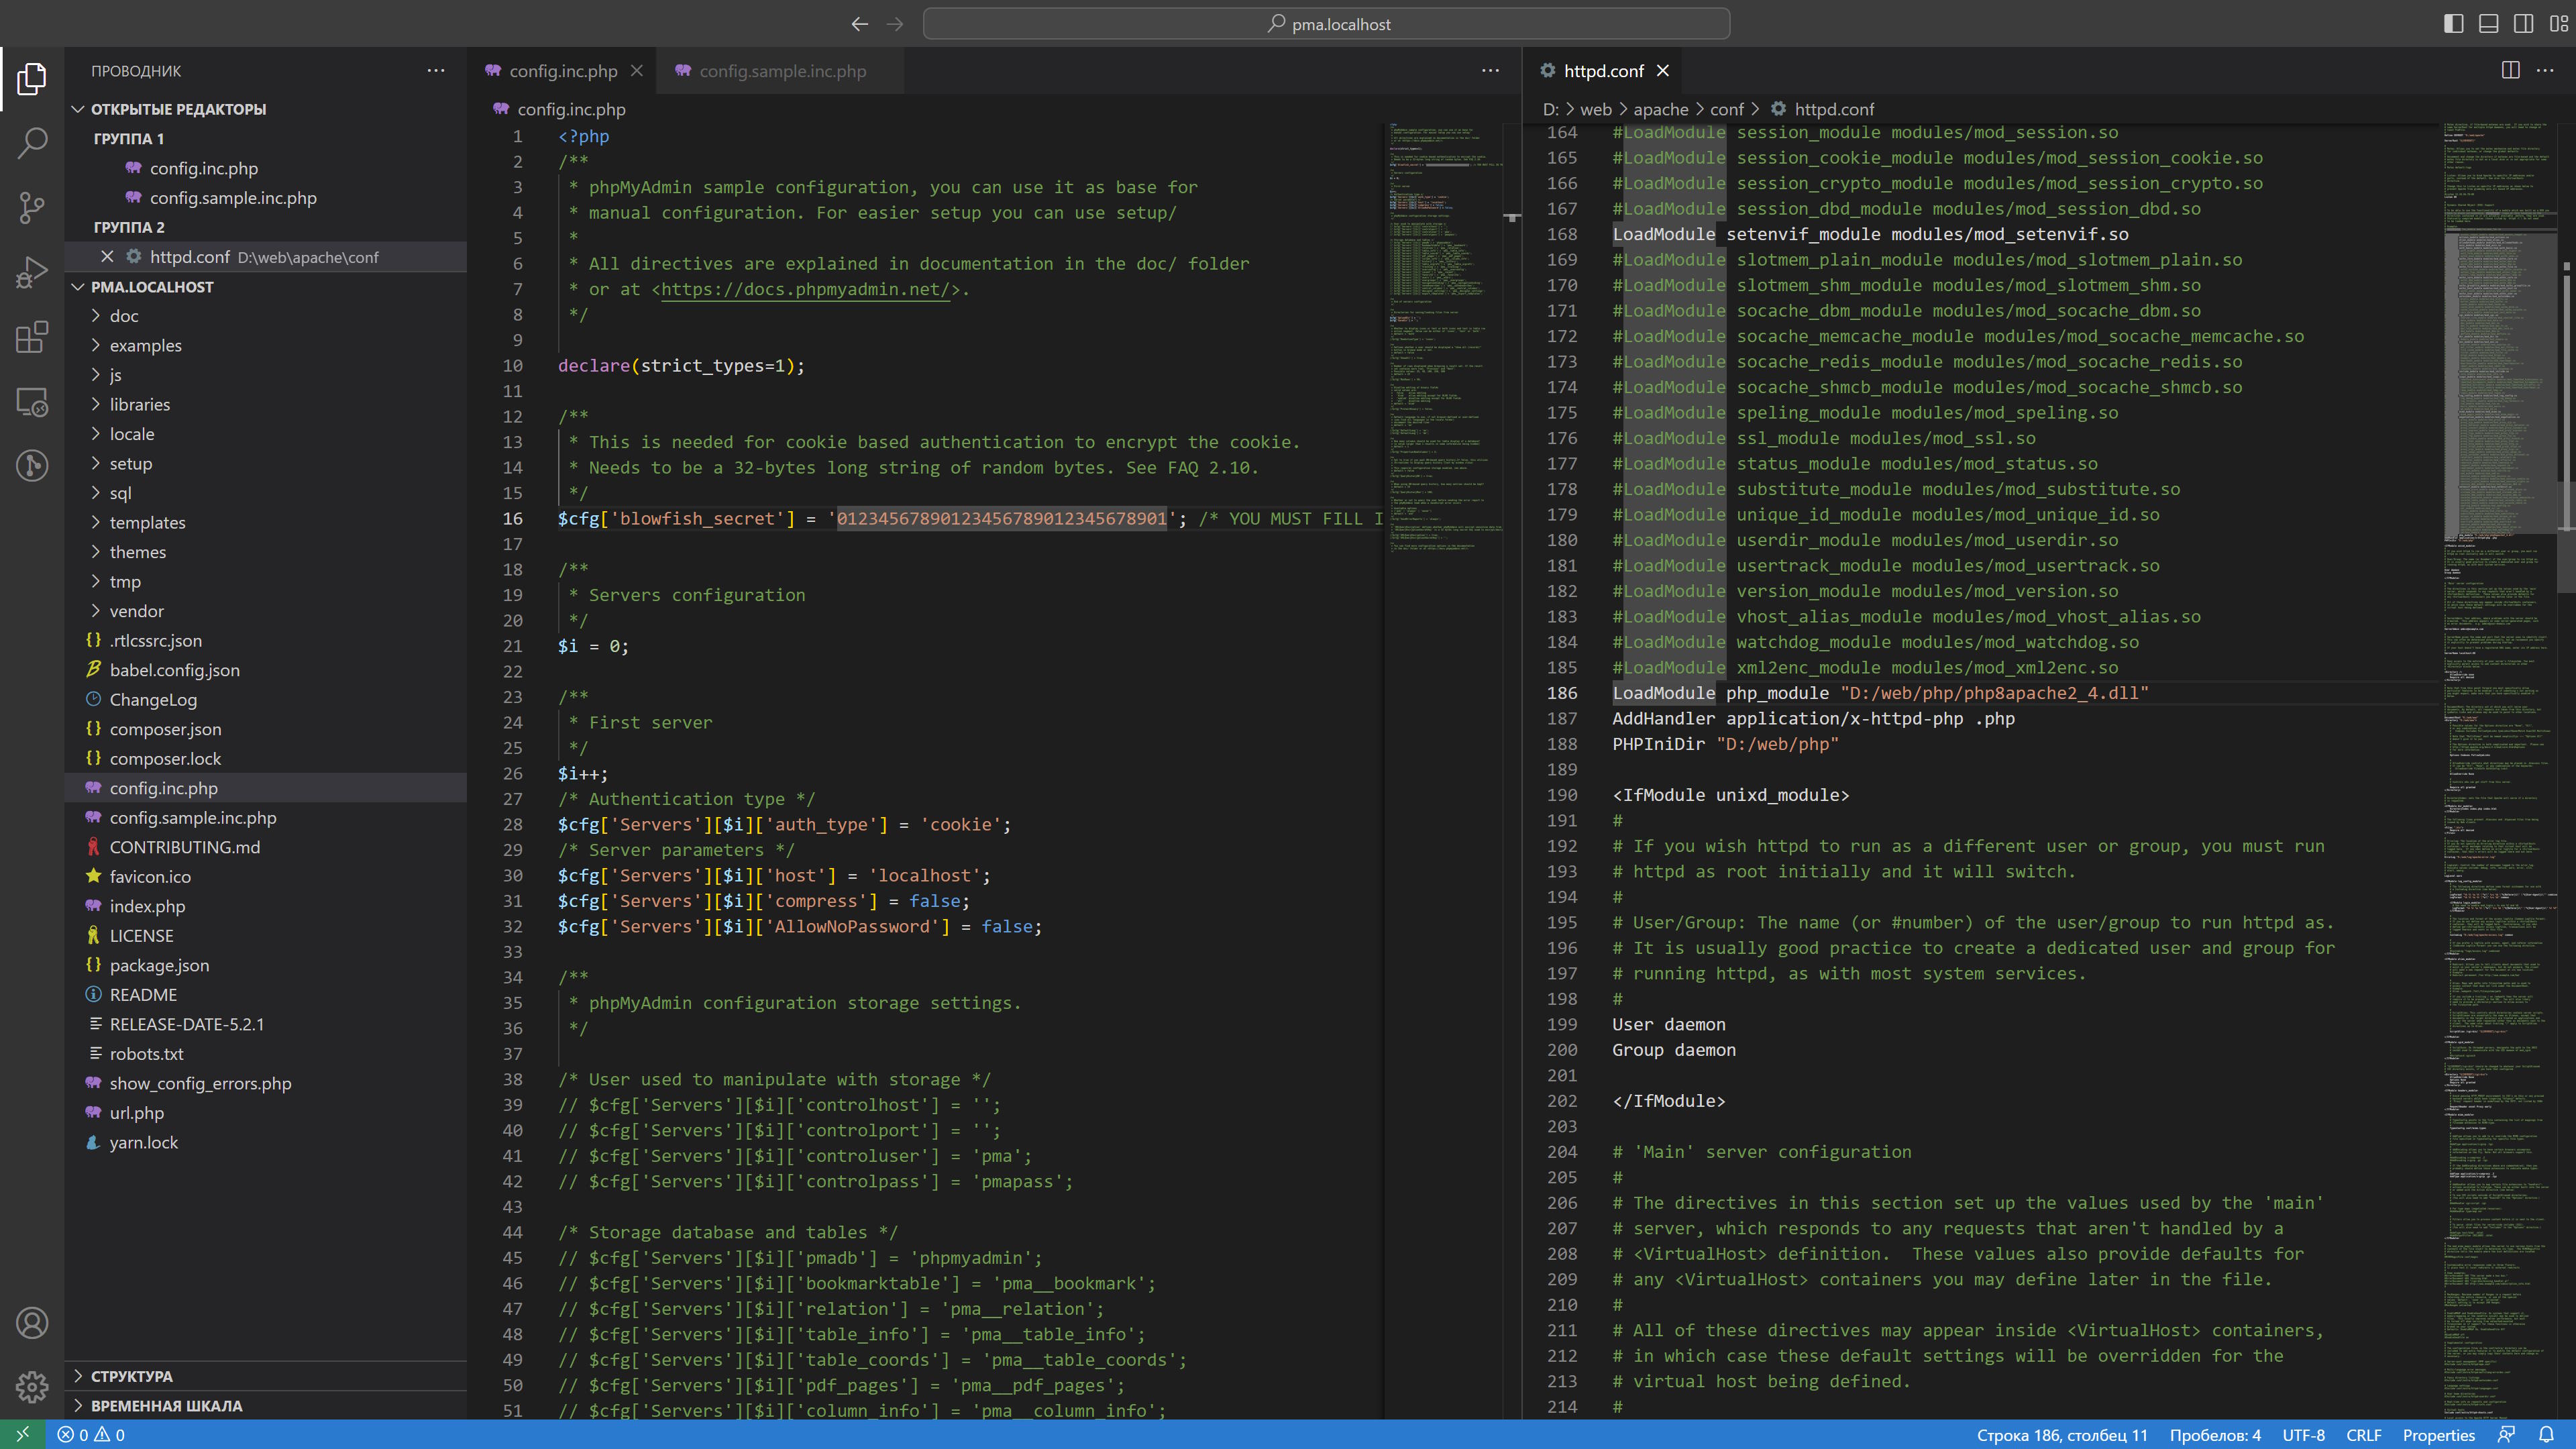 pma.localhost
ПРОВОДНИК
ОТКРЫТЫЕ РЕДАКТОРЫ
ГРУППА 1
config.inc.php
config.sample.inc.php
ГРУППА 2
httpd.conf D:\web\apache\conf
PMA.LOCALHOST
doc
examples
js
libraries
locale
setup
sql
templates
themes
tmp
vendor
.rtlcssrc.json
babel.config.json
ChangeLog
composer.json
composer.lock
config.inc.php
config.sample.inc.php
CONTRIBUTING.md
favicon.ico
index.php
LICENSE
package.json
README
RELEASE-DATE-5.2.1
robots.txt
show_config_errors.php
url.php
yarn.lock
СТРУКТУРА
ВРЕМЕННАЯ ШКАЛА
config.inc.php
config.sample.inc.php
config.inc.php
1 <?php
2 /**
3  * phpMyAdmin sample configuration, you can use it as base for
4  * manual configuration. For easier setup you can use setup/
5  *
6  * All directives are explained in documentation in the doc/ folder
7  * or at <https://docs.phpmyadmin.net/>.
8  */
9
10 declare(strict_types=1);
11
12 /**
13  * This is needed for cookie based authentication to encrypt the cookie.
14  * Needs to be a 32-bytes long string of random bytes. See FAQ 2.10.
15  */
16 $cfg['blowfish_secret'] = '01234567890123456789012345678901'; /* YOU MUST FILL I
17
18 /**
19  * Servers configuration
20  */
21 $i = 0;
22
23 /**
24  * First server
25  */
26 $i++;
27 /* Authentication type */
28 $cfg['Servers'][$i]['auth_type'] = 'cookie';
29 /* Server parameters */
30 $cfg['Servers'][$i]['host'] = 'localhost';
31 $cfg['Servers'][$i]['compress'] = false;
32 $cfg['Servers'][$i]['AllowNoPassword'] = false;
33
34 /**
35  * phpMyAdmin configuration storage settings.
36  */
37
38 /* User used to manipulate with storage */
39 // $cfg['Servers'][$i]['controlhost'] = '';
40 // $cfg['Servers'][$i]['controlport'] = '';
41 // $cfg['Servers'][$i]['controluser'] = 'pma';
42 // $cfg['Servers'][$i]['controlpass'] = 'pmapass';
43
44 /* Storage database and tables */
45 // $cfg['Servers'][$i]['pmadb'] = 'phpmyadmin';
46 // $cfg['Servers'][$i]['bookmarktable'] = 'pma__bookmark';
47 // $cfg['Servers'][$i]['relation'] = 'pma__relation';
48 // $cfg['Servers'][$i]['table_info'] = 'pma__table_info';
49 // $cfg['Servers'][$i]['table_coords'] = 'pma__table_coords';
50 // $cfg['Servers'][$i]['pdf_pages'] = 'pma__pdf_pages';
51 // $cfg['Servers'][$i]['column_info'] = 'pma__column_info';
httpd.conf
D: > web > apache > conf > httpd.conf
164 #LoadModule session_module modules/mod_session.so
165 #LoadModule session_cookie_module modules/mod_session_cookie.so
166 #LoadModule session_crypto_module modules/mod_session_crypto.so
167 #LoadModule session_dbd_module modules/mod_session_dbd.so
168 LoadModule setenvif_module modules/mod_setenvif.so
169 #LoadModule slotmem_plain_module modules/mod_slotmem_plain.so
170 #LoadModule slotmem_shm_module modules/mod_slotmem_shm.so
171 #LoadModule socache_dbm_module modules/mod_socache_dbm.so
172 #LoadModule socache_memcache_module modules/mod_socache_memcache.so
173 #LoadModule socache_redis_module modules/mod_socache_redis.so
174 #LoadModule socache_shmcb_module modules/mod_socache_shmcb.so
175 #LoadModule speling_module modules/mod_speling.so
176 #LoadModule ssl_module modules/mod_ssl.so
177 #LoadModule status_module modules/mod_status.so
178 #LoadModule substitute_module modules/mod_substitute.so
179 #LoadModule unique_id_module modules/mod_unique_id.so
180 #LoadModule userdir_module modules/mod_userdir.so
181 #LoadModule usertrack_module modules/mod_usertrack.so
182 #LoadModule version_module modules/mod_version.so
183 #LoadModule vhost_alias_module modules/mod_vhost_alias.so
184 #LoadModule watchdog_module modules/mod_watchdog.so
185 #LoadModule xml2enc_module modules/mod_xml2enc.so
186 LoadModule php_module "D:/web/php/php8apache2_4.dll"
187 AddHandler application/x-httpd-php .php
188 PHPIniDir "D:/web/php"
189
190 <IfModule unixd_module>
191 #
192 # If you wish httpd to run as a different user or group, you must run
193 # httpd as root initially and it will switch.
194 #
195 # User/Group: The name (or #number) of the user/group to run httpd as.
196 # It is usually good practice to create a dedicated user and group for
197 # running httpd, as with most system services.
198 #
199 User daemon
200 Group daemon
201
202 </IfModule>
203
204 # 'Main' server configuration
205 #
206 # The directives in this section set up the values used by the 'main'
207 # server, which responds to any requests that aren't handled by a
208 # <VirtualHost> definition.  These values also provide defaults for
209 # any <VirtualHost> containers you may define later in the file.
210 #
211 # All of these directives may appear inside <VirtualHost> containers,
212 # in which case these default settings will be overridden for the
213 # virtual host being defined.
214 #
0 0
Строка 186, столбец 11 Пробелов: 4 UTF-8 CRLF Properties